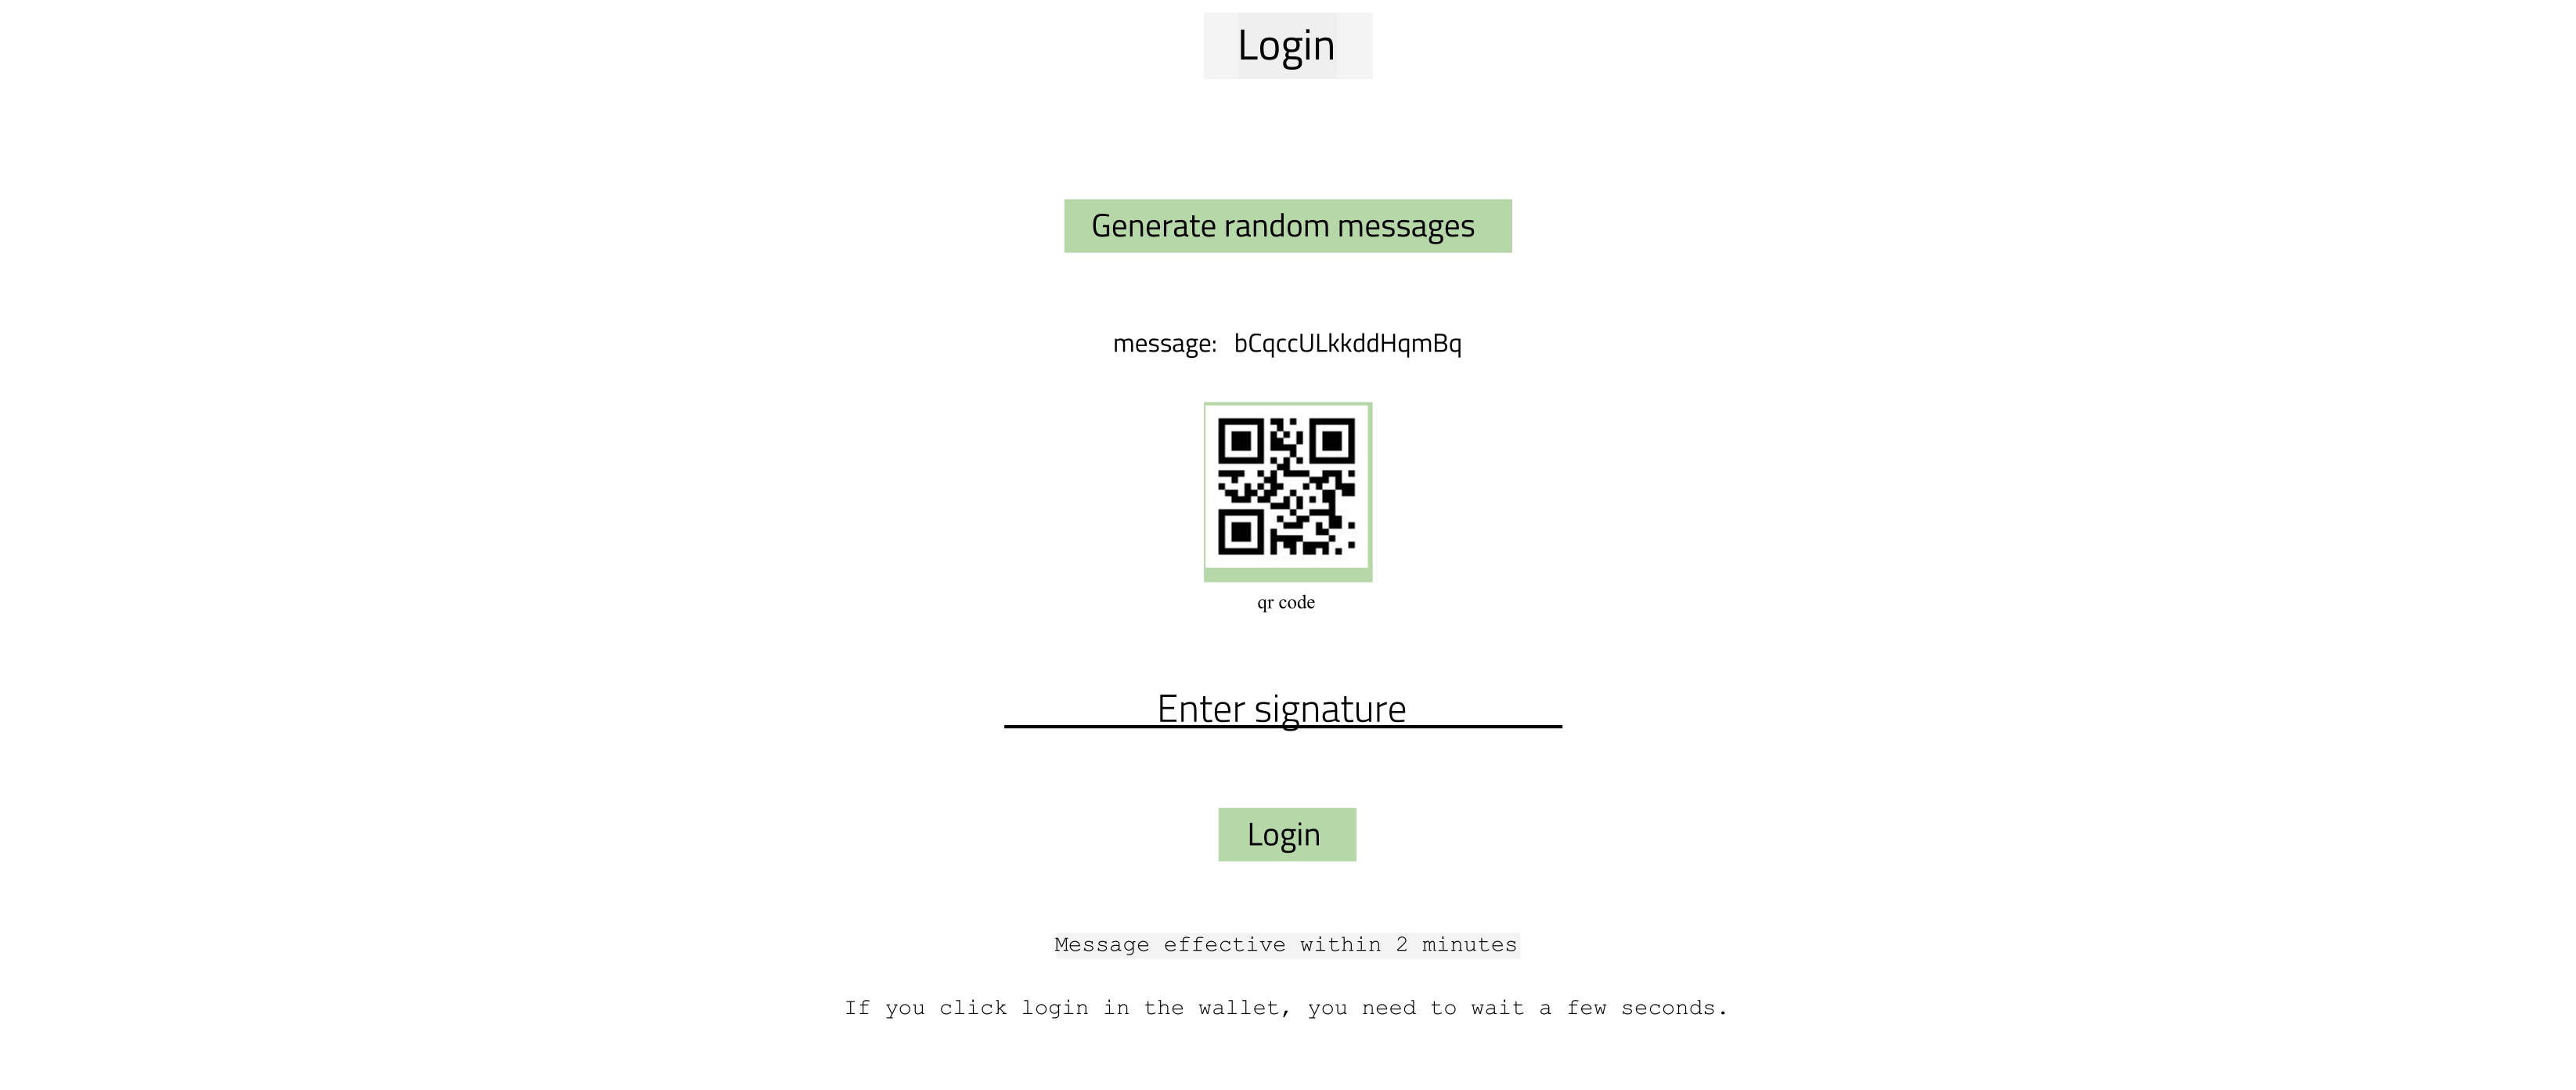 Login
Generate random messages
message: bCqccULkkddHqmBq
qr code
Enter signature
Login
Message effective within 2 minutes
If you click login in the wallet, you need to wait a few seconds.